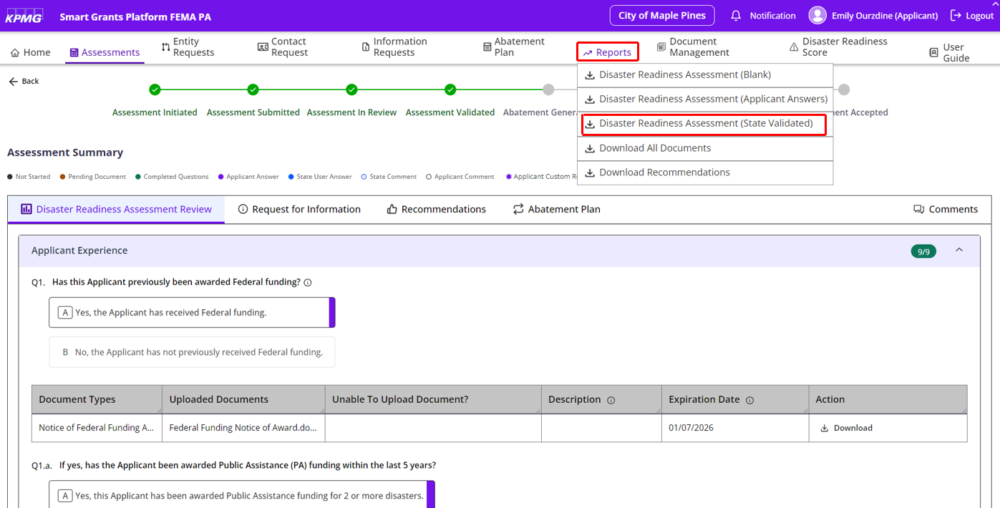 KPMG Smart Grants Platform FEMA PA City of Maple Pines Notification Emily Ourzdine (Applicant) Logout
Home Assessments Entity Requests Contact Request Information Requests Abatement Plan Reports Document Management Disaster Readiness Score User Guide
Back
Disaster Readiness Assessment (Blank)
Disaster Readiness Assessment (Applicant Answers)
Disaster Readiness Assessment (State Validated)
Download All Documents
Download Recommendations
Assessment Initiated Assessment Submitted Assessment In Review Assessment Validated Abatement Accepted
Assessment Summary
Not Started Pending Document Completed Questions Applicant Answer State User Answer State Comment Applicant Comment Applicant Custom
Disaster Readiness Assessment Review Request for Information Recommendations Abatement Plan Comments
Applicant Experience 9/9
Q1. Has this Applicant previously been awarded Federal funding?
A Yes, the Applicant has received Federal funding.
B No, the Applicant has not previously received Federal funding.
Document Types Uploaded Documents Unable To Upload Document? Description Expiration Date Action
Notice of Federal Funding A... Federal Funding Notice of Award.do... 01/07/2026 Download
Q1.a. If yes, has the Applicant been awarded Public Assistance (PA) funding within the last 5 years?
A Yes, this Applicant has been awarded Public Assistance funding for 2 or more disasters.